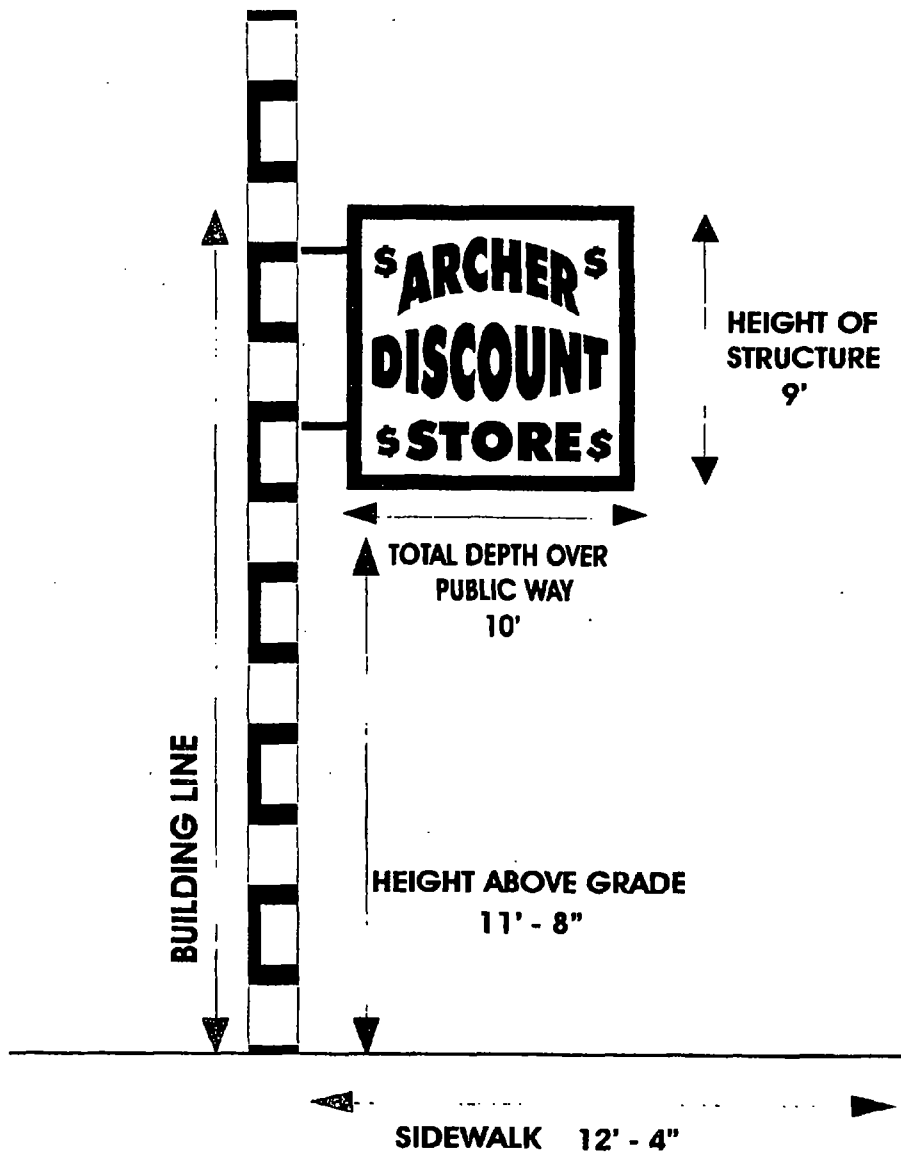 $ ARCHER $
DISCOUNT
$ STORE $
HEIGHT OF
STRUCTURE
9'
TOTAL DEPTH OVER
PUBLIC WAY
10'
BUILDING LINE
HEIGHT ABOVE GRADE
11' - 8"
SIDEWALK 12' - 4"